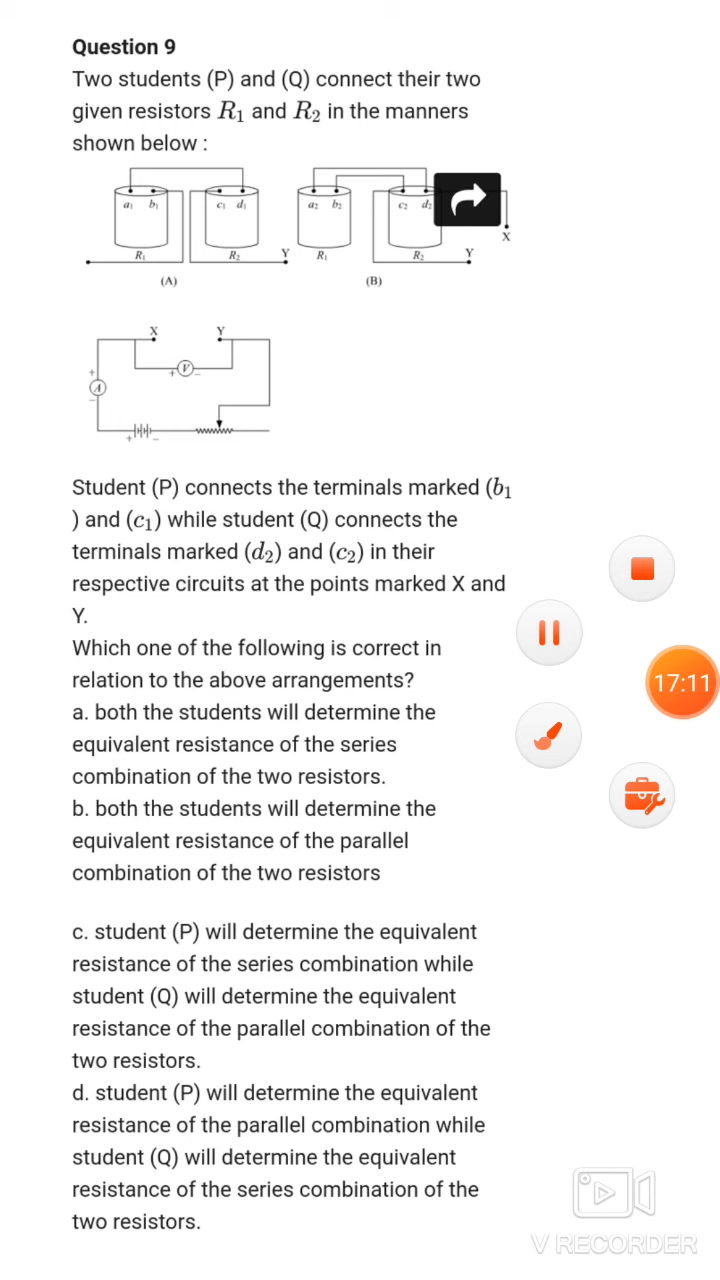 Question 9
Two students (P) and (Q) connect their two
given resistors R₁ and R₂ in the manners
shown below :
a₁ b₁ c₁ d₁ a₂ b₂ c₂ d₂
X
R₁ R₂ Y R₁ R₂ Y
(A) (B)
X Y
+ V −
+
A
−
+ −
Student (P) connects the terminals marked (b₁
) and (c₁) while student (Q) connects the
terminals marked (d₂) and (c₂) in their
respective circuits at the points marked X and
Y.
Which one of the following is correct in
relation to the above arrangements?
17:11
a. both the students will determine the
equivalent resistance of the series
combination of the two resistors.
b. both the students will determine the
equivalent resistance of the parallel
combination of the two resistors
c. student (P) will determine the equivalent
resistance of the series combination while
student (Q) will determine the equivalent
resistance of the parallel combination of the
two resistors.
d. student (P) will determine the equivalent
resistance of the parallel combination while
student (Q) will determine the equivalent
resistance of the series combination of the
two resistors.
V RECORDER